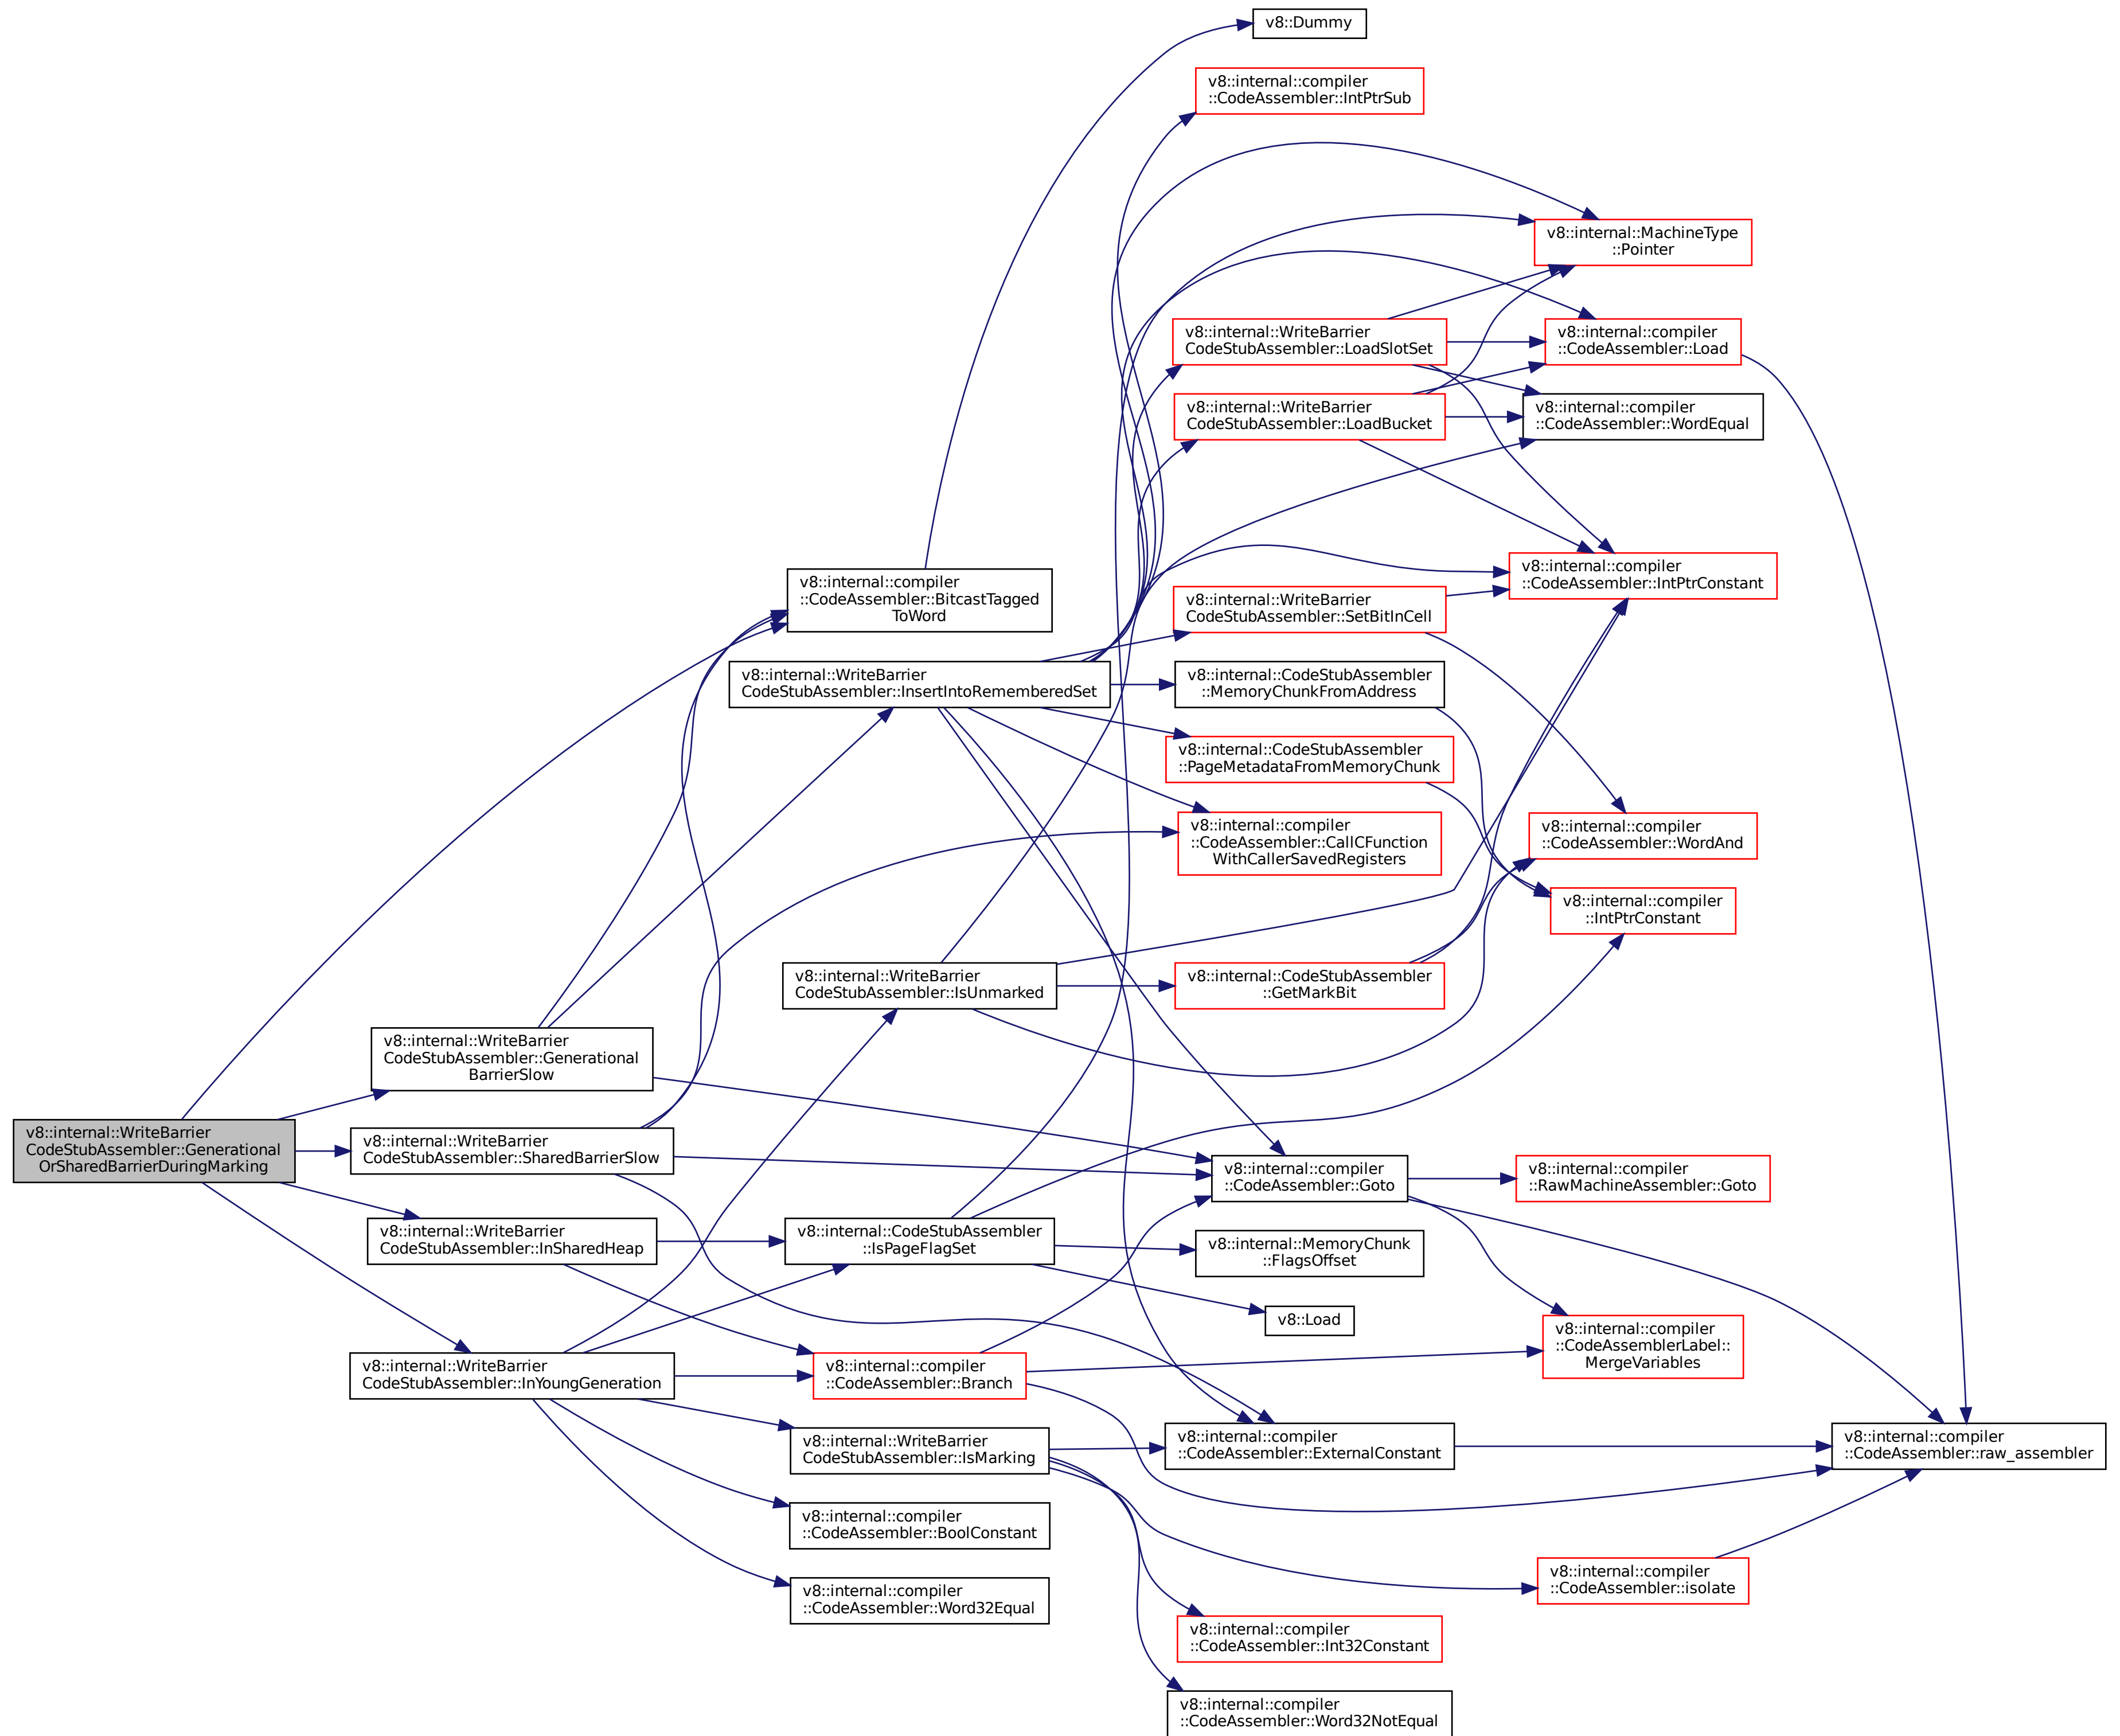 v8::Dummy
v8::internal::compiler
::CodeAssembler::IntPtrSub
v8::internal::MachineType
::Pointer
v8::internal::WriteBarrier
CodeStubAssembler::LoadSlotSet
v8::internal::compiler
::CodeAssembler::Load
v8::internal::WriteBarrier
CodeStubAssembler::LoadBucket
v8::internal::compiler
::CodeAssembler::WordEqual
v8::internal::compiler
::CodeAssembler::BitcastTagged
ToWord
v8::internal::WriteBarrier
CodeStubAssembler::SetBitInCell
v8::internal::compiler
::CodeAssembler::IntPtrConstant
v8::internal::WriteBarrier
CodeStubAssembler::InsertIntoRememberedSet
v8::internal::CodeStubAssembler
::MemoryChunkFromAddress
v8::internal::CodeStubAssembler
::PageMetadataFromMemoryChunk
v8::internal::compiler
::CodeAssembler::CallCFunction
WithCallerSavedRegisters
v8::internal::compiler
::CodeAssembler::WordAnd
v8::internal::compiler
::IntPtrConstant
v8::internal::WriteBarrier
CodeStubAssembler::IsUnmarked
v8::internal::CodeStubAssembler
::GetMarkBit
v8::internal::WriteBarrier
CodeStubAssembler::Generational
BarrierSlow
v8::internal::WriteBarrier
CodeStubAssembler::Generational
OrSharedBarrierDuringMarking
v8::internal::WriteBarrier
CodeStubAssembler::SharedBarrierSlow
v8::internal::compiler
::CodeAssembler::Goto
v8::internal::compiler
::RawMachineAssembler::Goto
v8::internal::WriteBarrier
CodeStubAssembler::InSharedHeap
v8::internal::CodeStubAssembler
::IsPageFlagSet
v8::internal::MemoryChunk
::FlagsOffset
v8::Load
v8::internal::compiler
::CodeAssemblerLabel::
MergeVariables
v8::internal::WriteBarrier
CodeStubAssembler::InYoungGeneration
v8::internal::compiler
::CodeAssembler::Branch
v8::internal::WriteBarrier
CodeStubAssembler::IsMarking
v8::internal::compiler
::CodeAssembler::ExternalConstant
v8::internal::compiler
::CodeAssembler::raw_assembler
v8::internal::compiler
::CodeAssembler::BoolConstant
v8::internal::compiler
::CodeAssembler::isolate
v8::internal::compiler
::CodeAssembler::Word32Equal
v8::internal::compiler
::CodeAssembler::Int32Constant
v8::internal::compiler
::CodeAssembler::Word32NotEqual